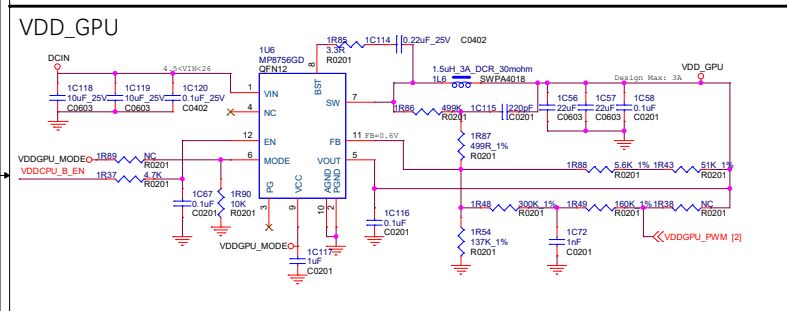 VDD_GPU
DCIN
4.5<VIN<26
1C118
10uF_25V
C0603
1C119
10uF_25V
C0603
1C120
0.1uF_25V
C0402
1U6
MP8756GD
QFN12
1 VIN
4 NC
12 EN
6 MODE
3 PG
9 VCC
10 AGND
2 PGND
8 BST
7 SW
11 FB
5 VOUT
FB=0.6V
1R85
3.3R
R0201
1C114
0.22uF_25V
C0402
1.5uH_3A_DCR_30mohm
1L6
SWPA4018
VDD_GPU
Design Max: 3A
1R86
499K
R0201
1C115
220pF
C0201
1C56
22uF
C0603
1C57
22uF
C0603
1C58
0.1uF
C0201
1R87
499R_1%
R0201
VDDGPU_MODE
1R89
NC
R0201
VDDCPU_B_EN
1R37
4.7K
R0201
1C67
0.1uF
C0201
1R90
10K
R0201
VDDGPU_MODE
1C117
1uF
C0201
1C116
0.1uF
C0201
1R88
5.6K_1%
R0201
1R43
51K_1%
R0201
1R48
300K_1%
R0201
1R49
160K_1%
R0201
1R38
NC
R0201
1R54
137K_1%
R0201
1C72
1nF
C0201
VDDGPU_PWM [2]